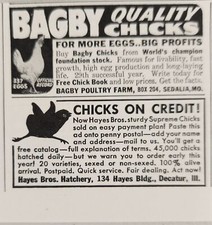 BAGBY QUALITY CHICKS
FOR MORE EGGS..BIG PROFITS
Buy Bagby Chicks from World's champion
foundation stock. Famous for livability, fast
growth, high egg production and long-laying
life. 29th successful year. Write today for
Free Chick Book and low prices. Get the facts.
BAGBY POULTRY FARM, BOX 204, SEDALIA, MO.
357
EGGS
OFFICIAL
RECORD
CHICKS ON CREDIT!
Now Hayes Bros. sturdy Supreme Chicks
sold on easy payment plan! Paste this
ad onto penny postal—add your name and
address—mail to us. You'll get a
free catalog—full explanation of terms. 45,000 chicks
hatched daily—but we warn you to order early this
year! 20 varieties, sexed or non-sexed. 100% alive
arrival. Postpaid. Quick service. Fair dealing. Act now!
Hayes Bros. Hatchery, 134 Hayes Bldg., Decatur, Ill.